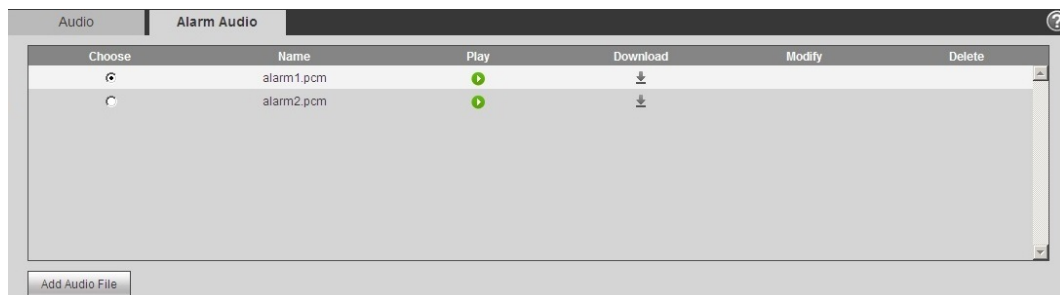 Audio Alarm Audio ?
Choose Name Play Download Modify Delete
alarm1.pcm
alarm2.pcm
Add Audio File